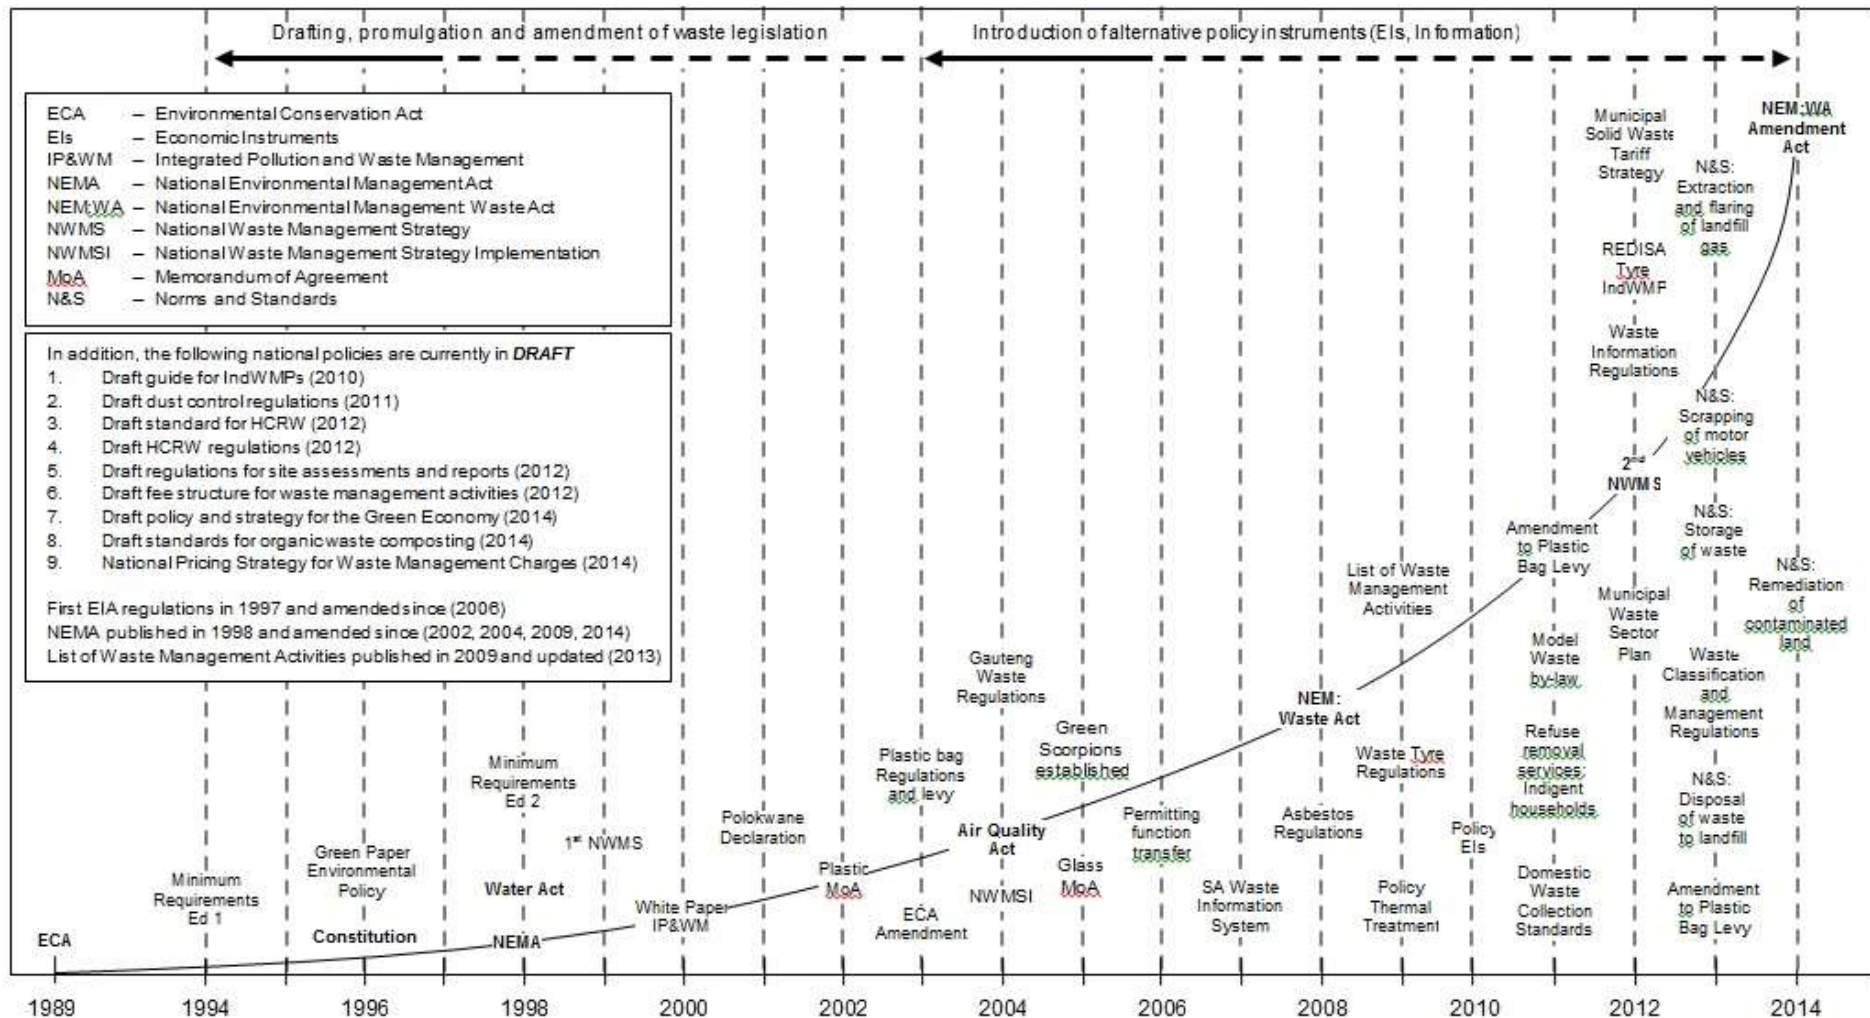 Drafting, promulgation and amendment of waste legislation
Introduction of alternative policy instruments (EIs, Information)
ECA – Environmental Conservation Act
EIs – Economic Instruments
IP&WM – Integrated Pollution and Waste Management
NEMA – National Environmental Management Act
NEM:WA – National Environmental Management: Waste Act
NWMS – National Waste Management Strategy
NWMSI – National Waste Management Strategy Implementation
MoA – Memorandum of Agreement
N&S – Norms and Standards
In addition, the following national policies are currently in DRAFT
1. Draft guide for IndWMPs (2010)
2. Draft dust control regulations (2011)
3. Draft standard for HCRW (2012)
4. Draft HCRW regulations (2012)
5. Draft regulations for site assessments and reports (2012)
6. Draft fee structure for waste management activities (2012)
7. Draft policy and strategy for the Green Economy (2014)
8. Draft standards for organic waste composting (2014)
9. National Pricing Strategy for Waste Management Charges (2014)
First EIA regulations in 1997 and amended since (2006)
NEMA published in 1998 and amended since (2002, 2004, 2009, 2014)
List of Waste Management Activities published in 2009 and updated (2013)
ECA
Minimum
Requirements
Ed 1
Green Paper
Environmental
Policy
Constitution
Minimum
Requirements
Ed 2
Water Act
NEMA
1st NWMS
White Paper
IP&WM
Polokwane
Declaration
Plastic
MoA
Plastic bag
Regulations
and levy
ECA
Amendment
Gauteng
Waste
Regulations
Air Quality
Act
NWMSI
Green
Scorpions
established
Glass
MoA
Permitting
function
transfer
SA Waste
Information
System
NEM:
Waste Act
Asbestos
Regulations
List of Waste
Management
Activities
Waste Tyre
Regulations
Policy
Thermal
Treatment
Policy
EIs
Amendment
to Plastic
Bag Levy
Model
Waste
by-law
Refuse
removal
services:
Indigent
households
Domestic
Waste
Collection
Standards
Municipal
Solid Waste
Tariff
Strategy
REDISA
Tyre
IndWMP
Waste
Information
Regulations
2nd
NWMS
Municipal
Waste
Sector
Plan
N&S:
Extraction
and flaring
of landfill
gas
N&S:
Scrapping
of motor
vehicles
N&S:
Storage
of waste
Waste
Classification
and
Management
Regulations
N&S:
Disposal
of waste
to landfill
Amendment
to Plastic
Bag Levy
NEM:WA
Amendment
Act
N&S:
Remediation
of
contaminated
land
1989 1994 1996 1998 2000 2002 2004 2006 2008 2010 2012 2014